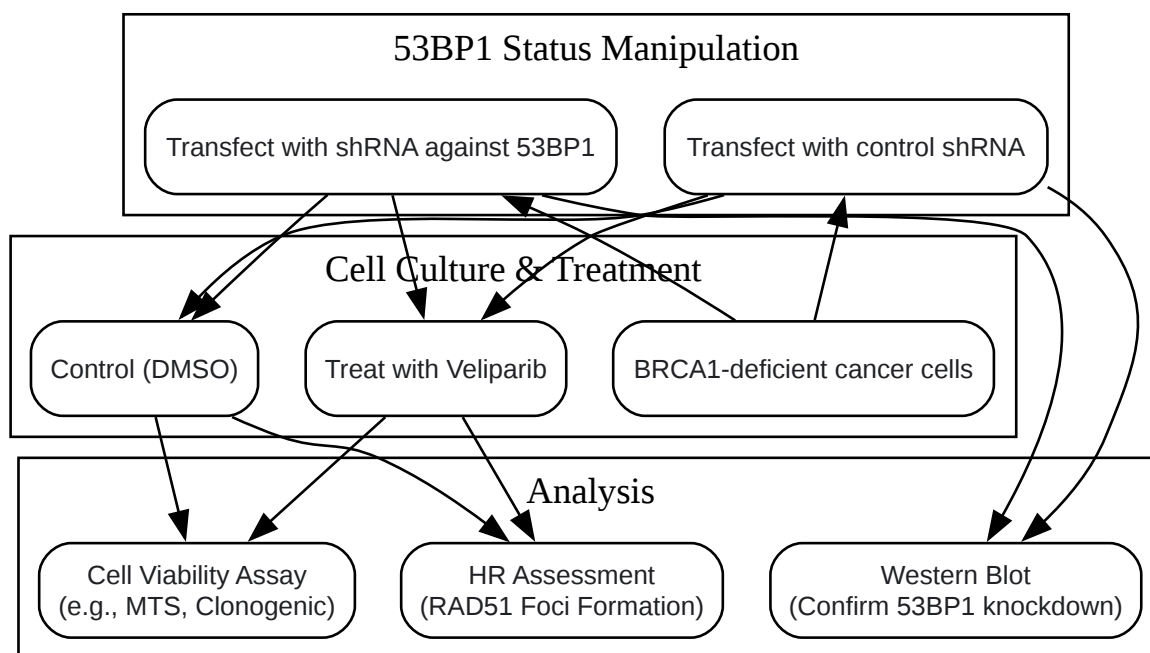 53BP1 Status Manipulation
Transfect with shRNA against 53BP1
Transfect with control shRNA
Cell Culture & Treatment
Control (DMSO)
Treat with Veliparib
BRCA1-deficient cancer cells
Analysis
Cell Viability Assay
(e.g., MTS, Clonogenic)
HR Assessment
(RAD51 Foci Formation)
Western Blot
(Confirm 53BP1 knockdown)